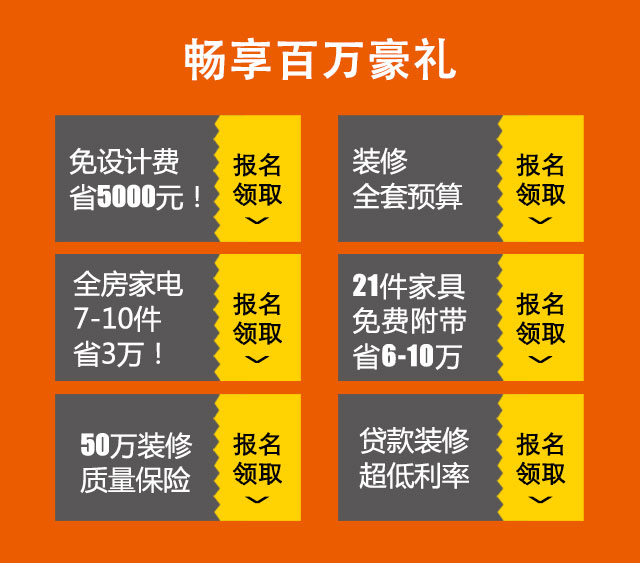 畅享百万豪礼
免设计费
省5000元！
报名
领取
装修
全套预算
报名
领取
全房家电
7-10件
省3万！
报名
领取
21件家具
免费附带
省6-10万
报名
领取
50万装修
质量保险
报名
领取
贷款装修
超低利率
报名
领取